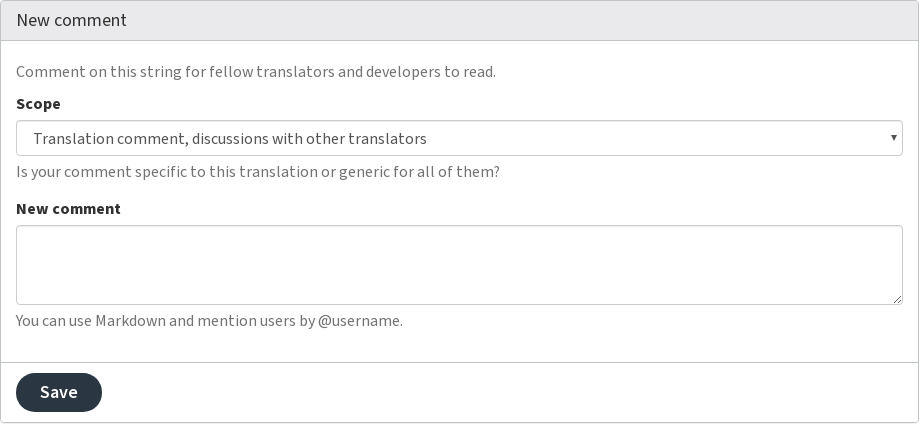 New comment
Comment on this string for fellow translators and developers to read.
Scope
Translation comment, discussions with other translators
Is your comment specific to this translation or generic for all of them?
New comment
You can use Markdown and mention users by @username.
Save